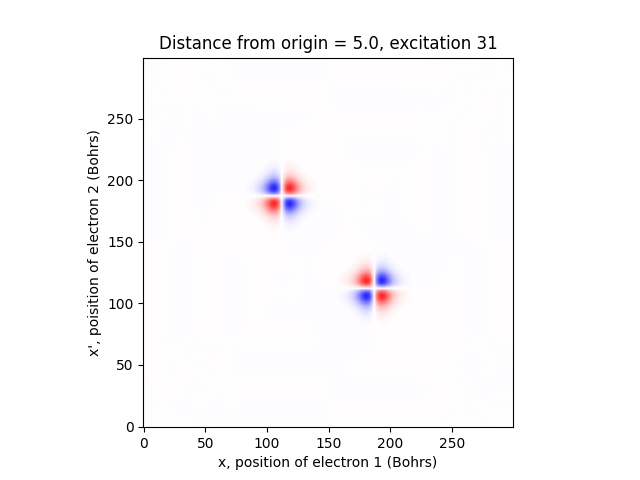 Distance from origin = 5.0, excitation 31
x', poisition of electron 2 (Bohrs)
250
200
150
100
50
0
0 50 100 150 200 250
x, position of electron 1 (Bohrs)